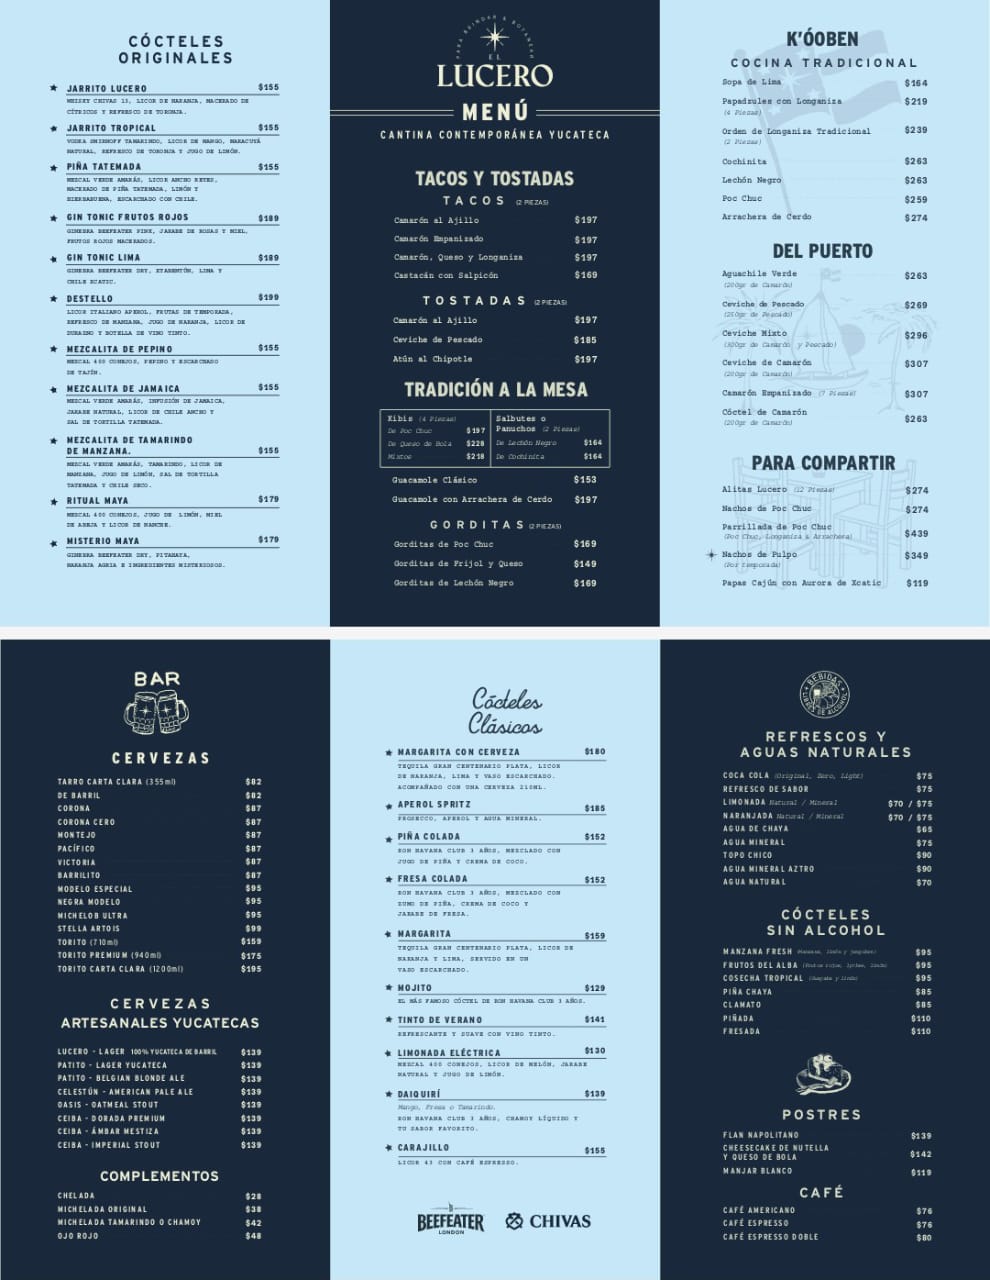 CÓCTELES
ORIGINALES
JARRITO LUCERO $155
WHISKY CHIVAS 13, LICOR DE NARANJA, MACERADO DE
CÍTRICOS Y REFRESCO DE TORONJA.
JARRITO TROPICAL $155
VODKA SMIRNOFF TAMARINDO, LICOR DE MANGO, MARACUYÁ
NATURAL, REFRESCO DE TORONJA Y JUGO DE LIMÓN.
PIÑA TATEMADA $155
MEZCAL VERDE AMARÁS, LICOR ANCHO REYES,
MACERADO DE PIÑA TATEMADA, LIMÓN Y
HIERBABUENA, ESCARCHADO CON CHILE.
GIN TONIC FRUTOS ROJOS $189
GINEBRA BEEFEATER PINK, JARABE DE ROSAS Y MIEL,
FRUTOS ROJOS MACERADOS.
GIN TONIC LIMA $189
GINEBRA BEEFEATER DRY, XTABENTÚN, LIMA Y
CHILE XCATIC.
DESTELLO $199
LICOR ITALIANO APEROL, FRUTAS DE TEMPORADA,
REFRESCO DE MANZANA, JUGO DE NARANJA, LICOR DE
DURAZNO Y BOTELLA DE VINO TINTO.
MEZCALITA DE PEPINO $155
MEZCAL 400 CONEJOS, PEPINO Y ESCARCHADO
DE TAJÍN.
MEZCALITA DE JAMAICA $155
MEZCAL VERDE AMARÁS, INFUSIÓN DE JAMAICA,
JARABE NATURAL, LICOR DE CHILE ANCHO Y
SAL DE TORTILLA TATEMADA.
MEZCALITA DE TAMARINDO
DE MANZANA. $155
MEZCAL VERDE AMARÁS, TAMARINDO, LICOR DE
MANZANA, JUGO DE LIMÓN, SAL DE TORTILLA
TATEMADA Y CHILE SECO.
RITUAL MAYA $179
MEZCAL 400 CONEJOS, JUGO DE LIMÓN, MIEL
DE ABEJA Y LICOR DE NANCHE.
MISTERIO MAYA $179
GINEBRA BEEFEATER DRY, PITAHAYA,
NARANJA AGRIA E INGREDIENTES MISTERIOSOS.
PARA BRINDAR & BOTANEAR
EL
LUCERO
MENÚ
CANTINA CONTEMPORÁNEA YUCATECA
TACOS Y TOSTADAS
TACOS (2 PIEZAS)
Camarón al Ajillo $197
Camarón Empanizado $197
Camarón, Queso y Longaniza $197
Castacán con Salpicón $169
TOSTADAS (2 PIEZAS)
Camarón al Ajillo $197
Ceviche de Pescado $185
Atún al Chipotle $197
TRADICIÓN A LA MESA
Kibis (4 Piezas)
De Poc Chuc $197
De Queso de Bola $228
Mixtos $218
Salbutes o
Panuchos (2 Piezas)
De Lechón Negro $164
De Cochinita $164
Guacamole Clásico $153
Guacamole con Arrachera de Cerdo $197
GORDITAS (2 PIEZAS)
Gorditas de Poc Chuc $169
Gorditas de Frijol y Queso $149
Gorditas de Lechón Negro $169
K'ÓOBEN
COCINA TRADICIONAL
Sopa de Lima $164
Papadzules con Longaniza $219
(4 Piezas)
Orden de Longaniza Tradicional $239
(2 Piezas)
Cochinita $263
Lechón Negro $263
Poc Chuc $259
Arrachera de Cerdo $274
DEL PUERTO
Aguachile Verde $263
(200gr de Camarón)
Ceviche de Pescado $269
(250gr de Pescado)
Ceviche Mixto $296
(300gr de Camarón y Pescado)
Ceviche de Camarón $307
(200gr de Camarón)
Camarón Empanizado (7 Piezas) $307
Cóctel de Camarón $263
(200gr de Camarón)
PARA COMPARTIR
Alitas Lucero (12 Piezas) $274
Nachos de Poc Chuc $274
Parrillada de Poc Chuc $439
(Poc Chuc, Longaniza & Arrachera)
Nachos de Pulpo $349
(Por temporada)
Papas Cajún con Aurora de Xcatic $119
BAR
CERVEZAS
TARRO CARTA CLARA (355ml) $82
DE BARRIL $82
CORONA $87
CORONA CERO $87
MONTEJO $87
PACÍFICO $87
VICTORIA $87
BARRILITO $87
MODELO ESPECIAL $95
NEGRA MODELO $95
MICHELOB ULTRA $95
STELLA ARTOIS $99
TORITO (710ml) $159
TORITO PREMIUM (940ml) $175
TORITO CARTA CLARA (1200ml) $195
CERVEZAS
ARTESANALES YUCATECAS
LUCERO - LAGER 100% YUCATECA DE BARRIL $139
PATITO - LAGER YUCATECA $139
PATITO - BELGIAN BLONDE ALE $139
CELESTÚN - AMERICAN PALE ALE $139
OASIS - OATMEAL STOUT $139
CEIBA - DORADA PREMIUM $139
CEIBA - ÁMBAR MESTIZA $139
CEIBA - IMPERIAL STOUT $139
COMPLEMENTOS
CHELADA $28
MICHELADA ORIGINAL $38
MICHELADA TAMARINDO O CHAMOY $42
OJO ROJO $48
Cócteles
Clásicos
MARGARITA CON CERVEZA $180
TEQUILA GRAN CENTENARIO PLATA, LICOR
DE NARANJA, LIMA Y VASO ESCARCHADO.
ACOMPAÑADO CON UNA CERVEZA 210ML.
APEROL SPRITZ $185
PROSECCO, APEROL Y AGUA MINERAL.
PIÑA COLADA $152
RON HAVANA CLUB 3 AÑOS, MEZCLADO CON
JUGO DE PIÑA Y CREMA DE COCO.
FRESA COLADA $152
RON HAVANA CLUB 3 AÑOS, MEZCLADO CON
ZUMO DE PIÑA, CREMA DE COCO Y
JARABE DE FRESA.
MARGARITA $159
TEQUILA GRAN CENTENARIO PLATA, LICOR DE
NARANJA Y LIMA, SERVIDO EN UN
VASO ESCARCHADO.
MOJITO $129
EL MÁS FAMOSO CÓCTEL DE RON HAVANA CLUB 3 AÑOS.
TINTO DE VERANO $141
REFRESCANTE Y SUAVE CON VINO TINTO.
LIMONADA ELÉCTRICA $130
MEZCAL 400 CONEJOS, LICOR DE MELÓN, JARABE
NATURAL Y JUGO DE LIMÓN.
DAIQUIRÍ $139
Mango, Fresa o Tamarindo.
RON HAVANA CLUB 3 AÑOS, CHAMOY LÍQUIDO Y
TU SABOR FAVORITO.
CARAJILLO $155
LICOR 43 CON CAFÉ ESPRESSO.
BEEFEATER
LONDON
CHIVAS
BEBIDAS
LIBRES DE ALCOHOL
REFRESCOS Y
AGUAS NATURALES
COCA COLA (Original, Zero, Light) $75
REFRESCO DE SABOR $75
LIMONADA Natural / Mineral $70 / $75
NARANJADA Natural / Mineral $70 / $75
AGUA DE CHAYA $65
AGUA MINERAL $75
TOPO CHICO $90
AGUA MINERAL AZTRO $90
AGUA NATURAL $70
CÓCTELES
SIN ALCOHOL
MANZANA FRESH (Manzana, limón y jengibre) $95
FRUTOS DEL ALBA (Frutos rojos, lychee, limón) $95
COSECHA TROPICAL (Guayaba y limón) $95
PIÑA CHAYA $85
CLAMATO $85
PIÑADA $110
FRESADA $110
POSTRES
FLAN NAPOLITANO $139
CHEESECAKE DE NUTELLA
Y QUESO DE BOLA $142
MANJAR BLANCO $119
CAFÉ
CAFÉ AMERICANO $76
CAFÉ ESPRESSO $76
CAFÉ ESPRESSO DOBLE $80